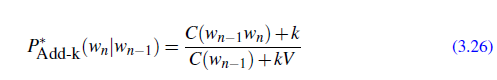 P*Add-k(wn|wn−1) = C(wn−1wn)+k / C(wn−1)+kV (3.26)